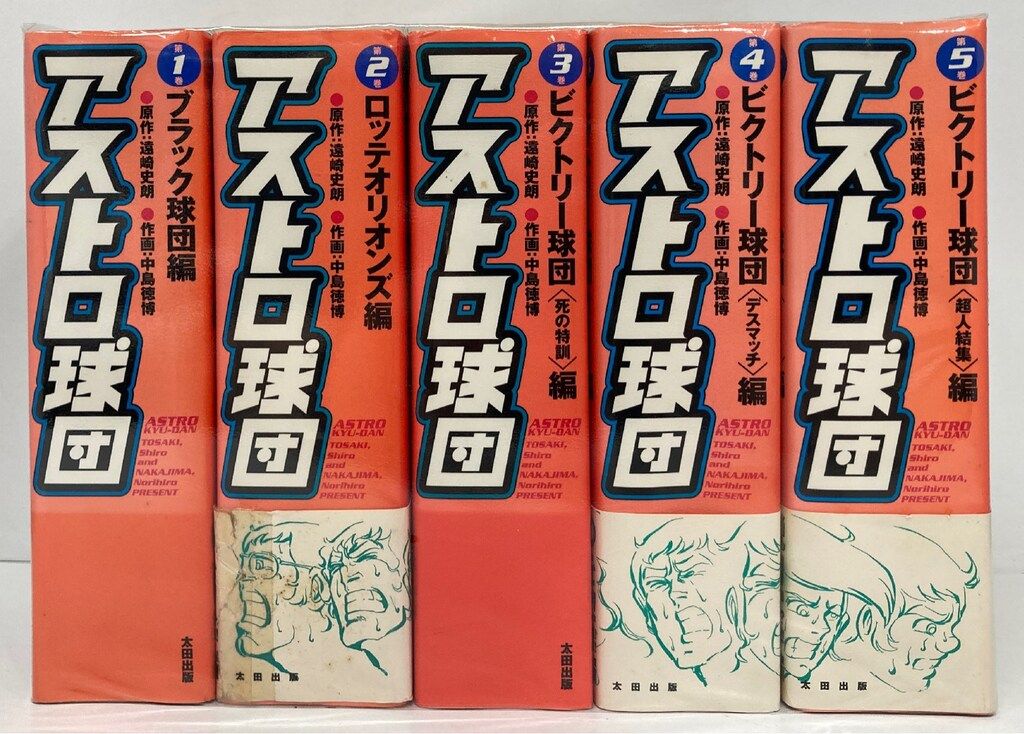 第1巻
ブラック球団編
●原作：遠崎史朗 ●作画：中島徳博
アストロ球団
ASTRO
KYU-DAN
TOSAKI,
Shiro
and
NAKAJIMA,
Norihiro
PRESENT
太田出版
第2巻
ロッテオリオンズ編
●原作：遠崎史朗 ●作画：中島徳博
アストロ球団
ASTRO
KYU-DAN
TOSAKI,
Shiro
and
NAKAJIMA,
Norihiro
PRESENT
太田出版
第3巻
ビクトリー球団〈死の特訓〉編
●原作：遠崎史朗 ●作画：中島徳博
アストロ球団
ASTRO
KYU-DAN
TOSAKI,
Shiro
and
NAKAJIMA,
Norihiro
PRESENT
太田出版
第4巻
ビクトリー球団〈デスマッチ〉編
●原作：遠崎史朗 ●作画：中島徳博
アストロ球団
ASTRO
KYU-DAN
TOSAKI,
Shiro
and
NAKAJIMA,
Norihiro
PRESENT
太田出版
第5巻
ビクトリー球団〈超人結集〉編
●原作：遠崎史朗 ●作画：中島徳博
アストロ球団
ASTRO
KYU-DAN
TOSAKI,
Shiro
and
NAKAJIMA,
Norihiro
PRESENT
太田出版